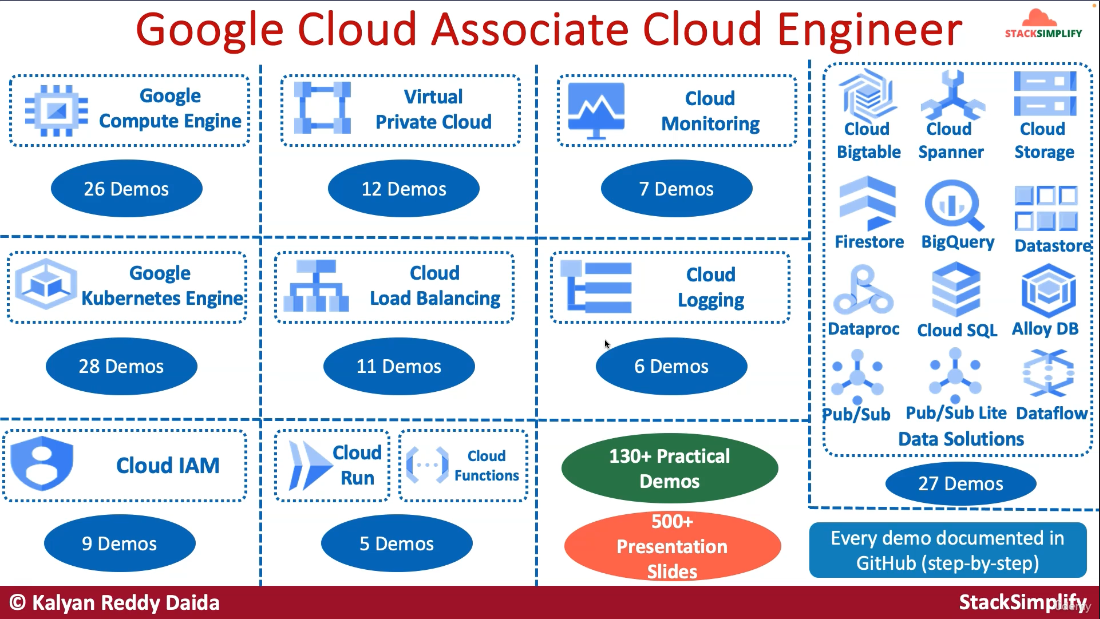 Google Cloud Associate Cloud Engineer
STACKSIMPLIFY
Google
Compute Engine
26 Demos
Virtual
Private Cloud
12 Demos
Cloud
Monitoring
7 Demos
Google
Kubernetes Engine
28 Demos
Cloud
Load Balancing
11 Demos
Cloud
Logging
6 Demos
Cloud IAM
9 Demos
Cloud
Run
Cloud
Functions
5 Demos
130+ Practical
Demos
500+
Presentation
Slides
Cloud
Bigtable
Cloud
Spanner
Cloud
Storage
Firestore
BigQuery
Datastore
Dataproc
Cloud SQL
Alloy DB
Pub/Sub
Pub/Sub Lite
Dataflow
Data Solutions
27 Demos
Every demo documented in
GitHub (step-by-step)
© Kalyan Reddy Daida
StackSimplify